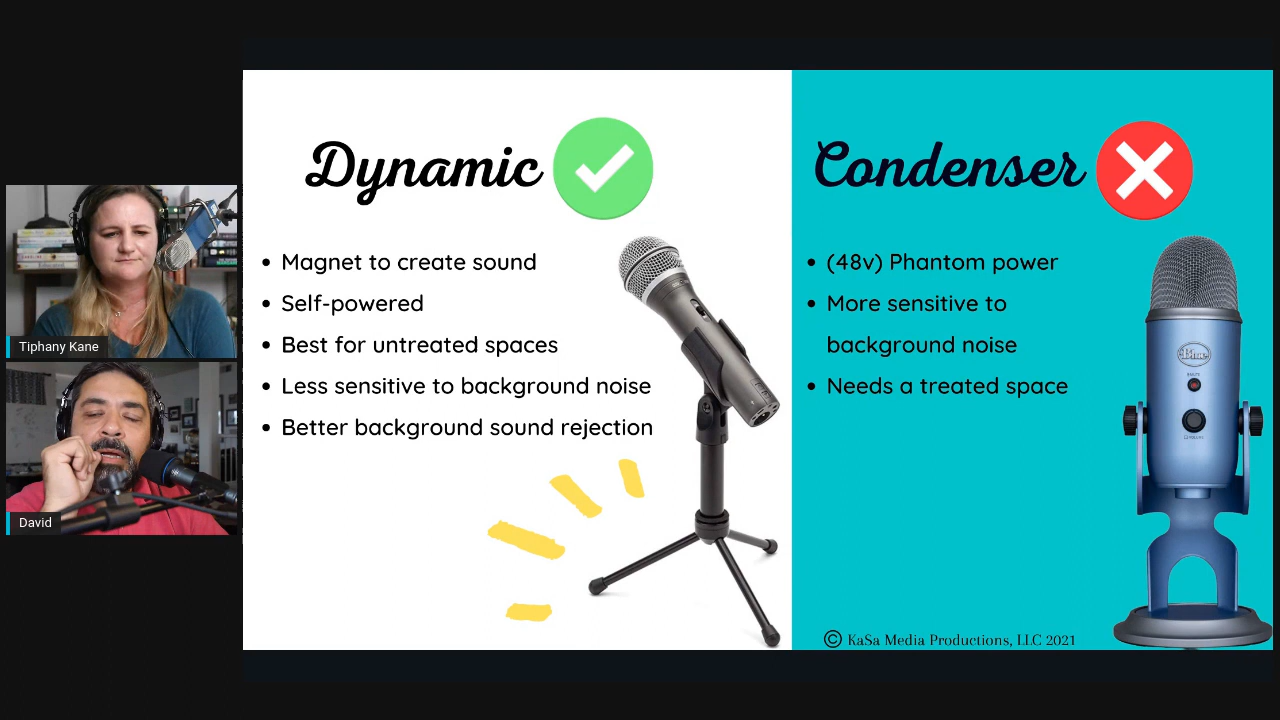 Dynamic
Magnet to create sound
Self-powered
Best for untreated spaces
Less sensitive to background noise
Better background sound rejection
Condenser
(48v) Phantom power
More sensitive to
background noise
Needs a treated space
Blue
© KaSa Media Productions, LLC 2021
Tiphany Kane
David